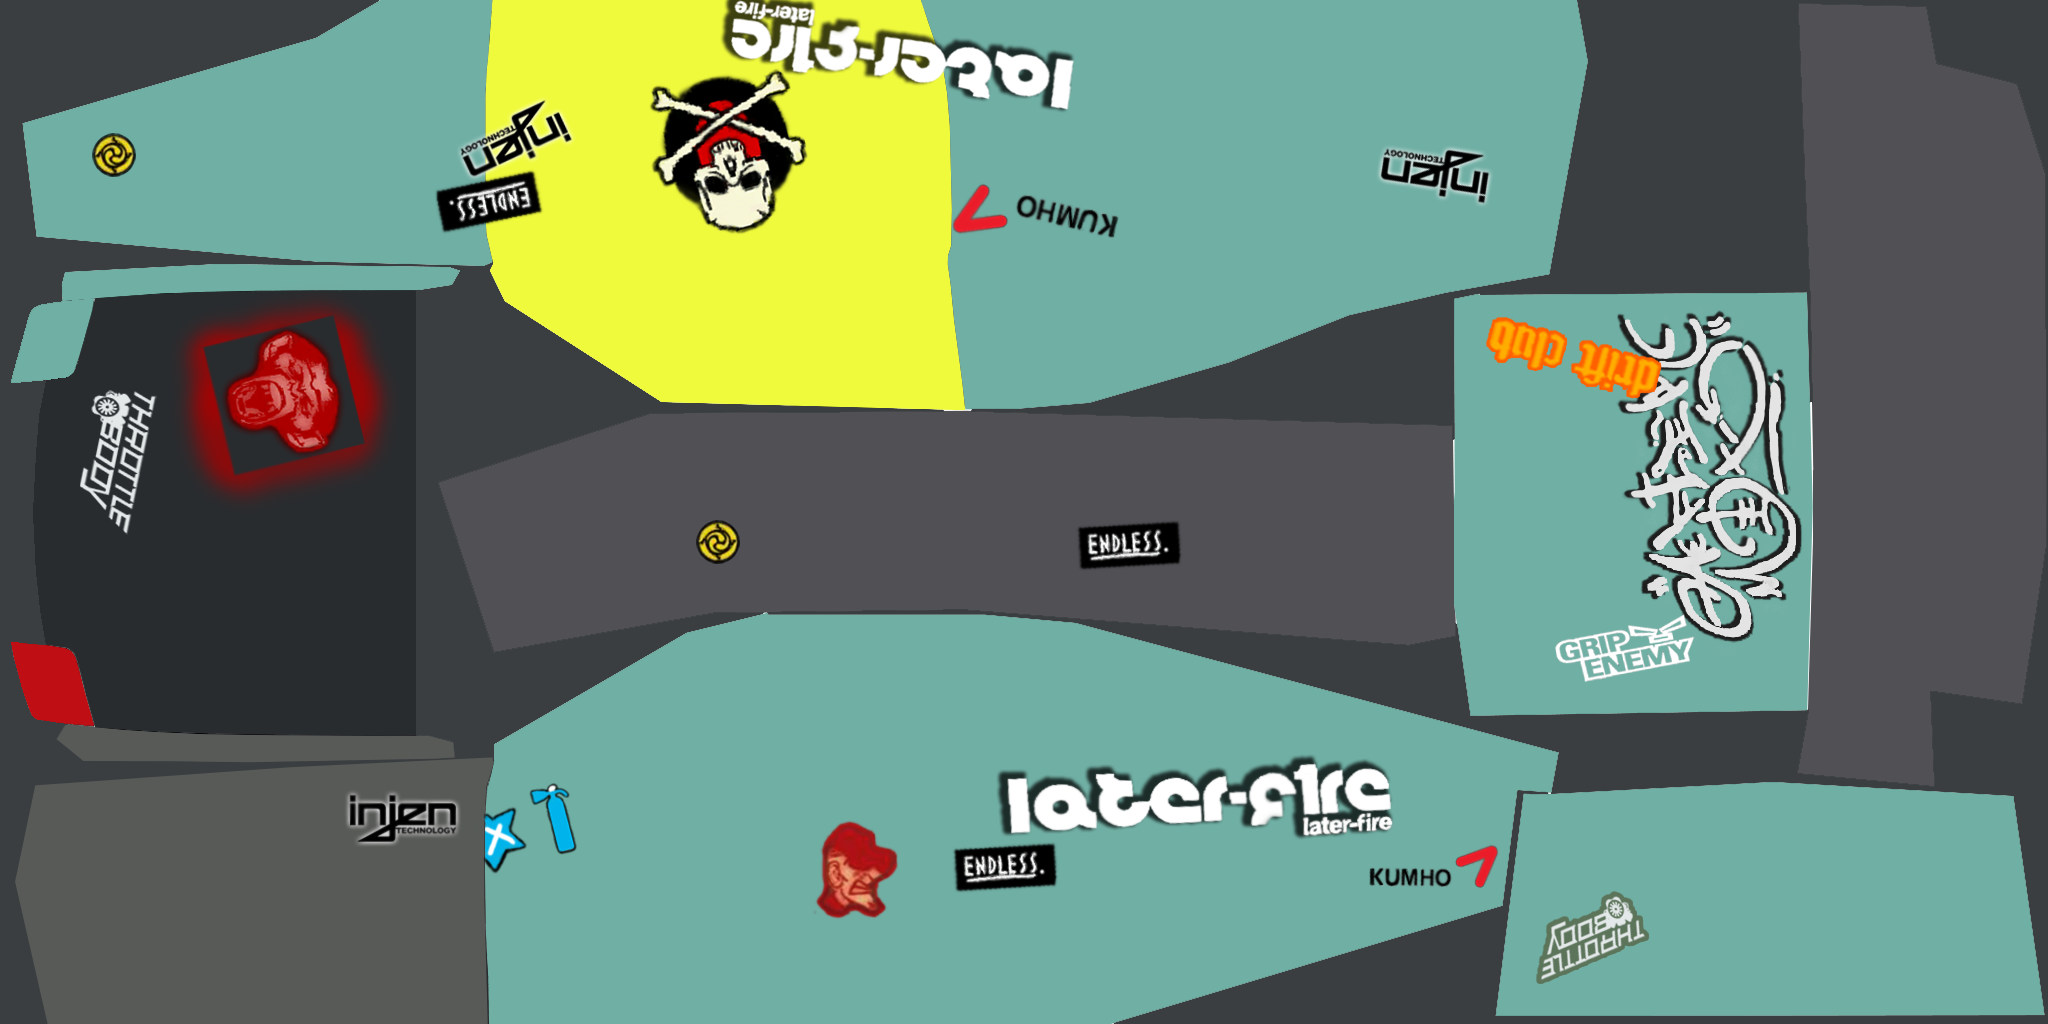 later-fire
later-fire
injen
TECHNOLOGY
ENDLESS.
KUMHO
injen
TECHNOLOGY
drift club
THROTTLE
BODY
ENDLESS.
GRIP
ENEMY
injen
TECHNOLOGY
later-fire
later-fire
ENDLESS.
KUMHO
THROTTLE
BODY